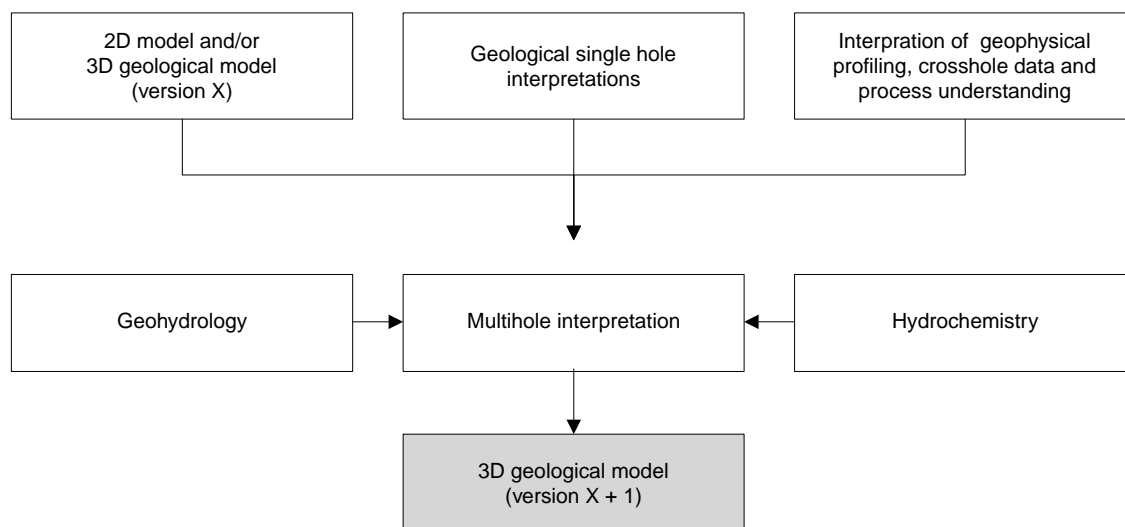 2D model and/or
3D geological model
(version X)
Geological single hole
interpretations
Interpration of  geophysical
profiling, crosshole data and
process understanding
Geohydrology
Multihole interpretation
Hydrochemistry
3D geological model
(version X + 1)